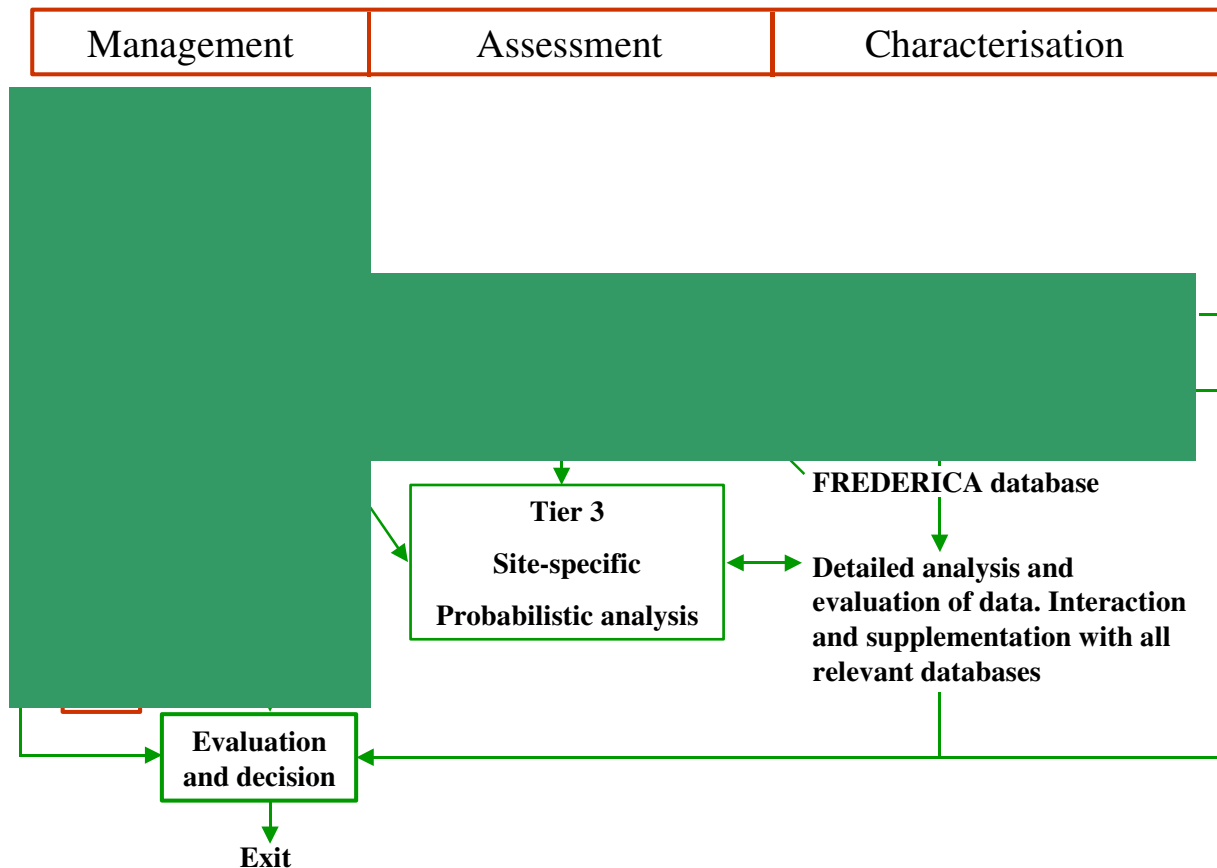 Management
Assessment
Characterisation
FREDERICA database
Tier 3
Site-specific
Probabilistic analysis
Detailed analysis and
evaluation of data. Interaction
and supplementation with all
relevant databases
Evaluation
and decision
Exit